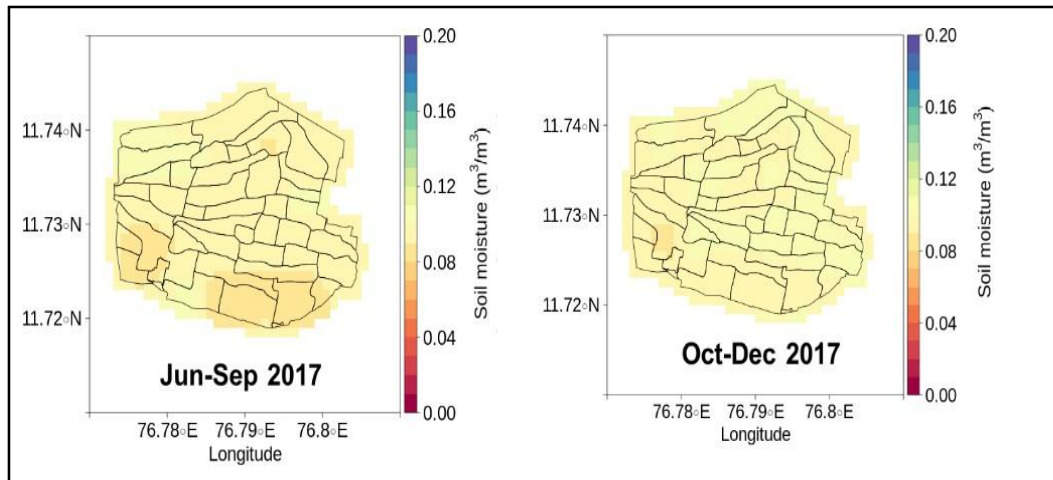 0.20
0.16
0.12
0.08
0.04
0.00
Soil moisture (m³/m³)
11.74○N
11.73○N
11.72○N
Jun-Sep 2017
76.78○E 76.79○E 76.8○E
Longitude
0.20
0.16
0.12
0.08
0.04
0.00
Soil moisture (m³/m³)
11.74○N
11.73○N
11.72○N
Oct-Dec 2017
76.78○E 76.79○E 76.8○E
Longitude